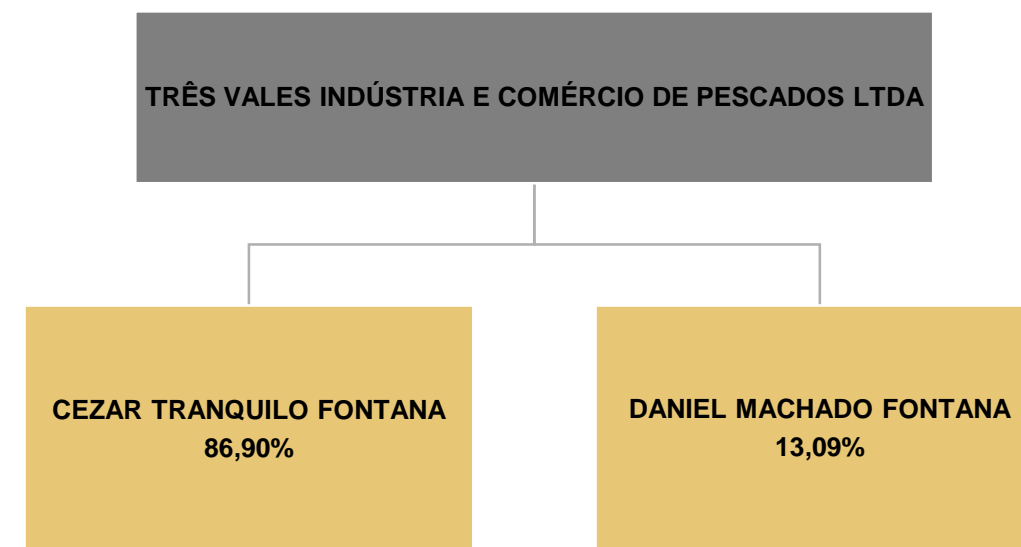 TRÊS VALES INDÚSTRIA E COMÉRCIO DE PESCADOS LTDA
CEZAR TRANQUILO FONTANA
86,90%
DANIEL MACHADO FONTANA
13,09%